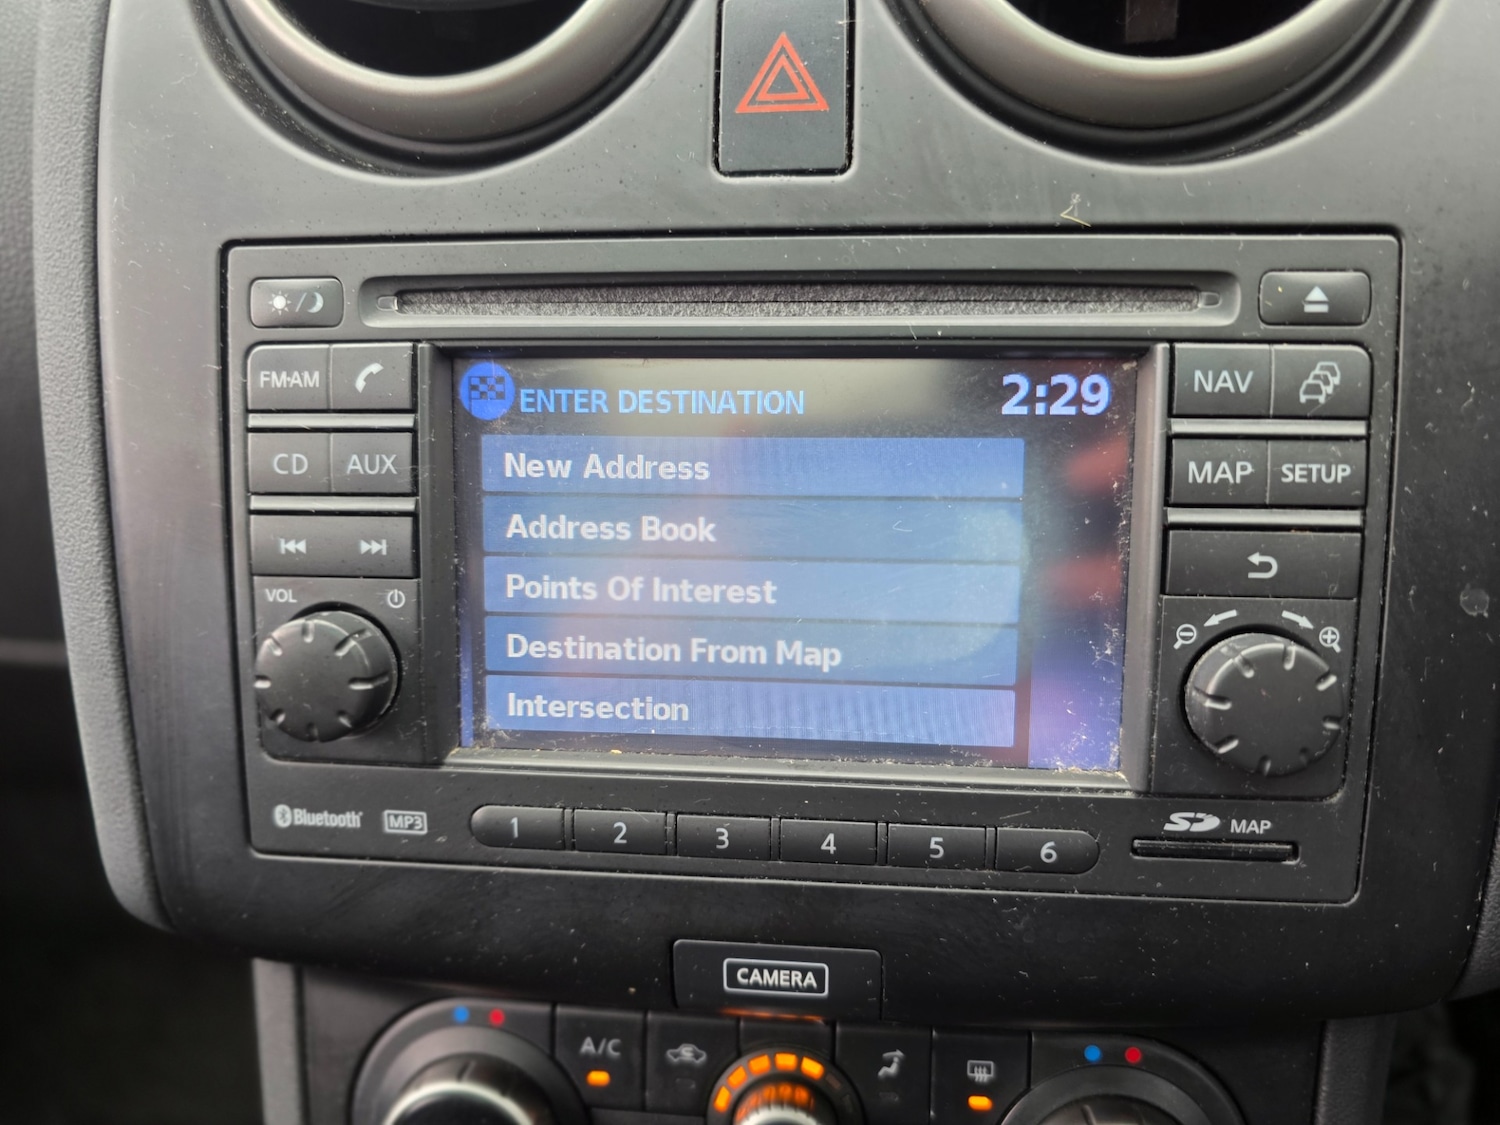 FM·AM
CD AUX
VOL
ENTER DESTINATION 2:29
New Address
Address Book
Points Of Interest
Destination From Map
Intersection
NAV
MAP SETUP
Bluetooth MP3
1 2 3 4 5 6
SD MAP
CAMERA
A/C